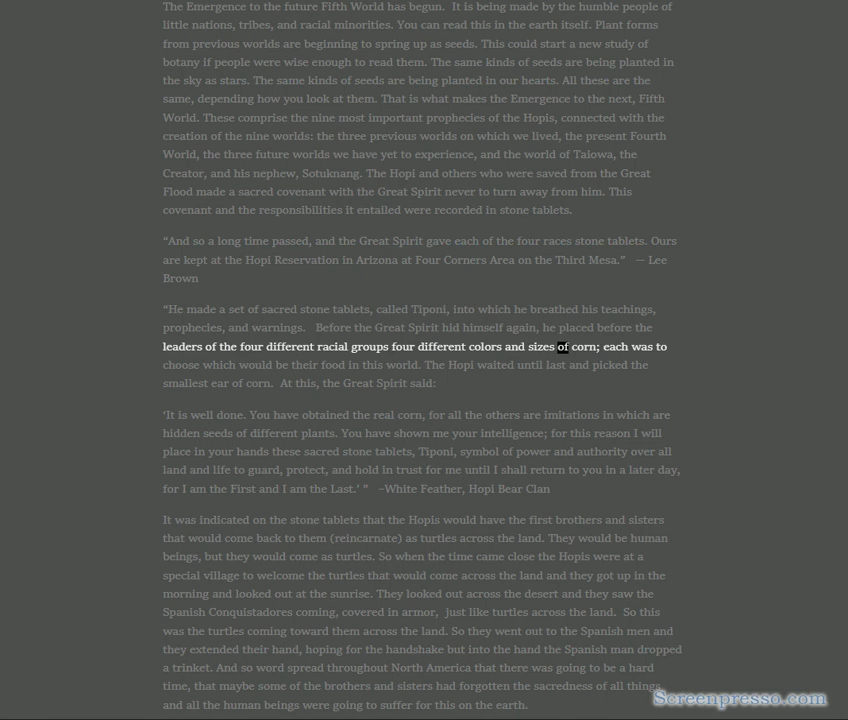 The Emergence to the future Fifth World has begun.  It is being made by the humble people of
little nations, tribes, and racial minorities. You can read this in the earth itself. Plant forms
from previous worlds are beginning to spring up as seeds. This could start a new study of
botany if people were wise enough to read them. The same kinds of seeds are being planted in
the sky as stars. The same kinds of seeds are being planted in our hearts. All these are the
same, depending how you look at them. That is what makes the Emergence to the next, Fifth
World. These comprise the nine most important prophecies of the Hopis, connected with the
creation of the nine worlds: the three previous worlds on which we lived, the present Fourth
World, the three future worlds we have yet to experience, and the world of Taiowa, the
Creator, and his nephew, Sotuknang. The Hopi and others who were saved from the Great
Flood made a sacred covenant with the Great Spirit never to turn away from him. This
covenant and the responsibilities it entailed were recorded in stone tablets.
“And so a long time passed, and the Great Spirit gave each of the four races stone tablets. Ours
are kept at the Hopi Reservation in Arizona at Four Corners Area on the Third Mesa.”   — Lee
Brown
“He made a set of sacred stone tablets, called Tiponi, into which he breathed his teachings,
prophecies, and warnings.   Before the Great Spirit hid himself again, he placed before the
leaders of the four different racial groups four different colors and sizes of corn; each was to
choose which would be their food in this world. The Hopi waited until last and picked the
smallest ear of corn.  At this, the Great Spirit said:
‘It is well done. You have obtained the real corn, for all the others are imitations in which are
hidden seeds of different plants. You have shown me your intelligence; for this reason I will
place in your hands these sacred stone tablets, Tiponi, symbol of power and authority over all
land and life to guard, protect, and hold in trust for me until I shall return to you in a later day,
for I am the First and I am the Last.’ ”   –White Feather, Hopi Bear Clan
It was indicated on the stone tablets that the Hopis would have the first brothers and sisters
that would come back to them (reincarnate) as turtles across the land. They would be human
beings, but they would come as turtles. So when the time came close the Hopis were at a
special village to welcome the turtles that would come across the land and they got up in the
morning and looked out at the sunrise. They looked out across the desert and they saw the
Spanish Conquistadores coming, covered in armor,  just like turtles across the land.  So this
was the turtles coming toward them across the land. So they went out to the Spanish men and
they extended their hand, hoping for the handshake but into the hand the Spanish man dropped
a trinket. And so word spread throughout North America that there was going to be a hard
time, that maybe some of the brothers and sisters had forgotten the sacredness of all things
and all the human beings were going to suffer for this on the earth.
Screenpresso.com